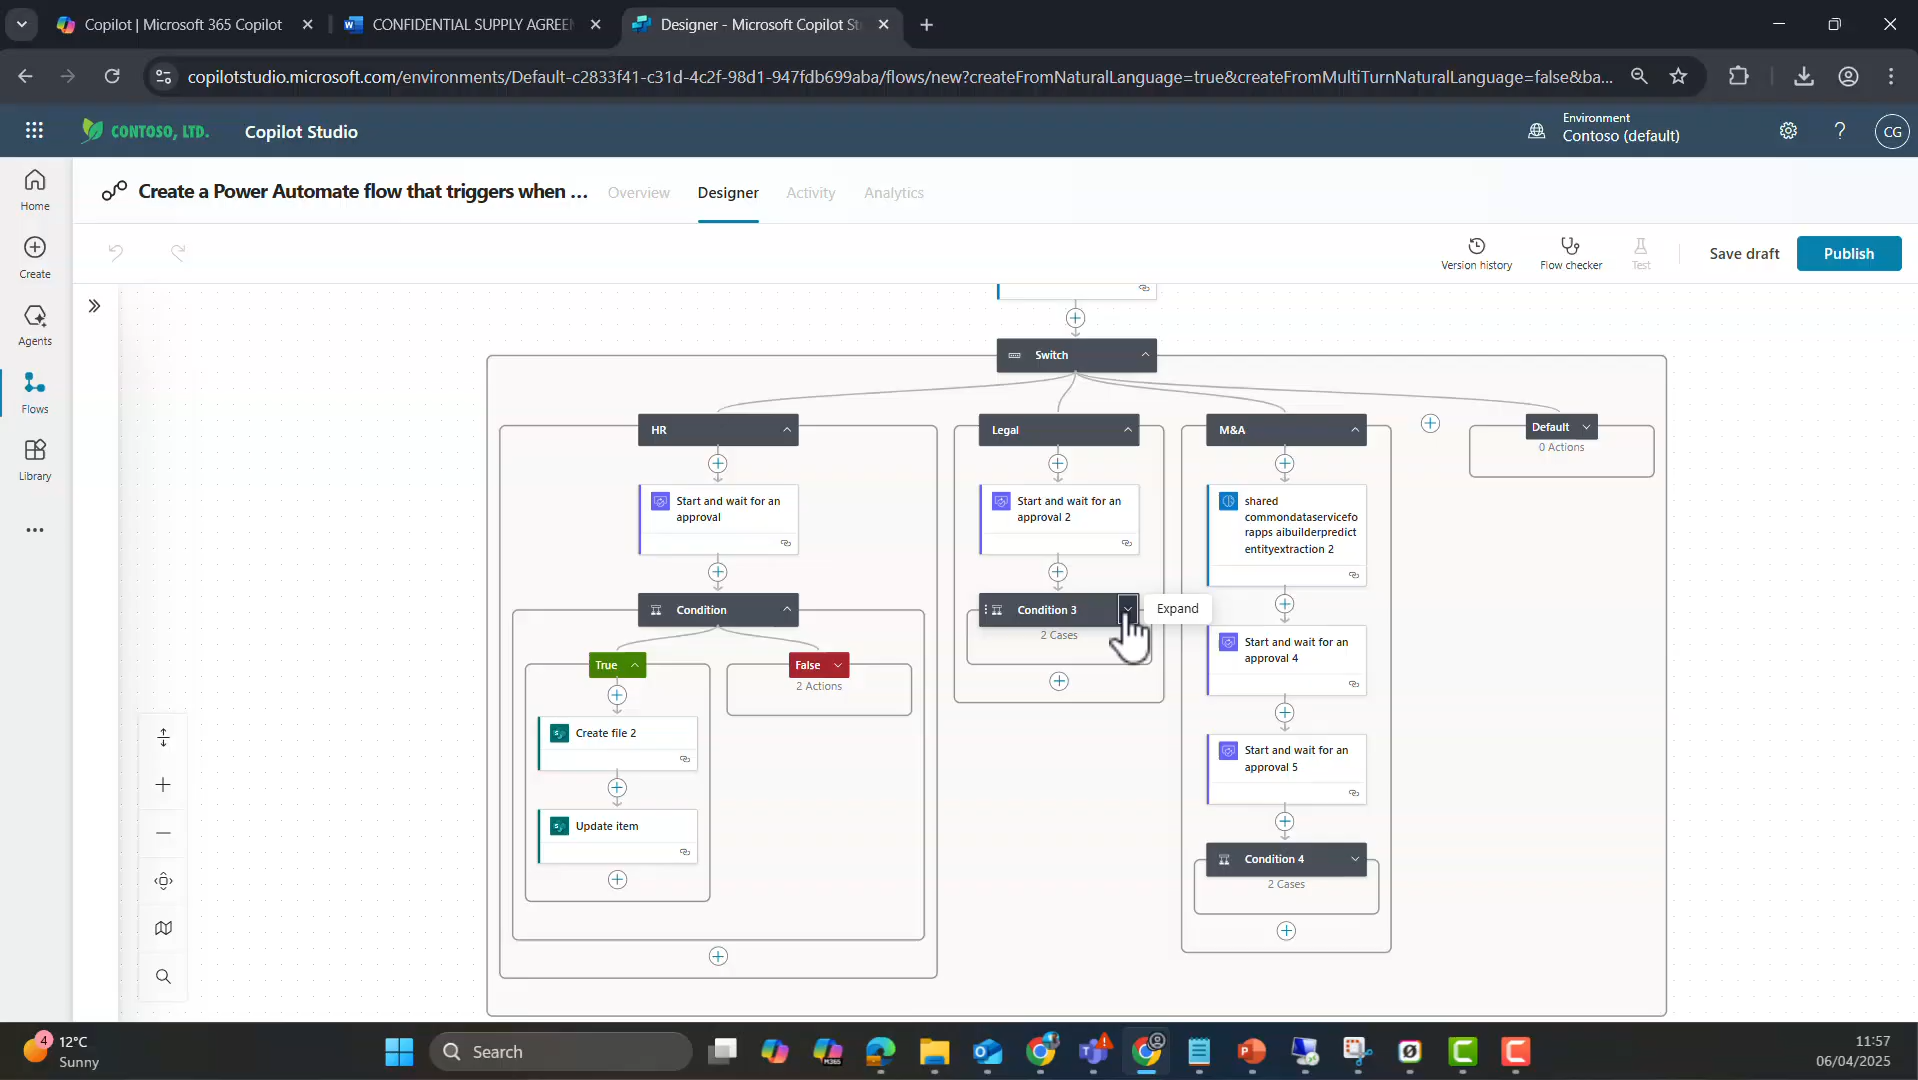 Copilot | Microsoft 365 Copilot
CONFIDENTIAL SUPPLY AGREE
Designer - Microsoft Copilot St
copilotstudio.microsoft.com/environments/Default-c2833f41-c31d-4c2f-98d1-947fdb699aba/flows/new?createFromNaturalLanguage=true&createFromMultiTurnNaturalLanguage=false&ba...
CONTOSO, LTD.
Copilot Studio
Environment
Contoso (default)
CG
Create a Power Automate flow that triggers when ...
Overview
Designer
Activity
Analytics
Home
Create
Agents
Flows
Library
Version history
Flow checker
Test
Save draft
Publish
Switch
HR
Legal
M&A
Default
0 Actions
Start and wait for an
approval
Start and wait for an
approval 2
shared
commondataservicefo
rapps aibuilderpredict
entityextraction 2
Condition
Condition 3
Expand
2 Cases
True
False
2 Actions
Start and wait for an
approval 4
Create file 2
Start and wait for an
approval 5
Update item
Condition 4
2 Cases
4
12°C
Sunny
Search
M365
11:57
06/04/2025